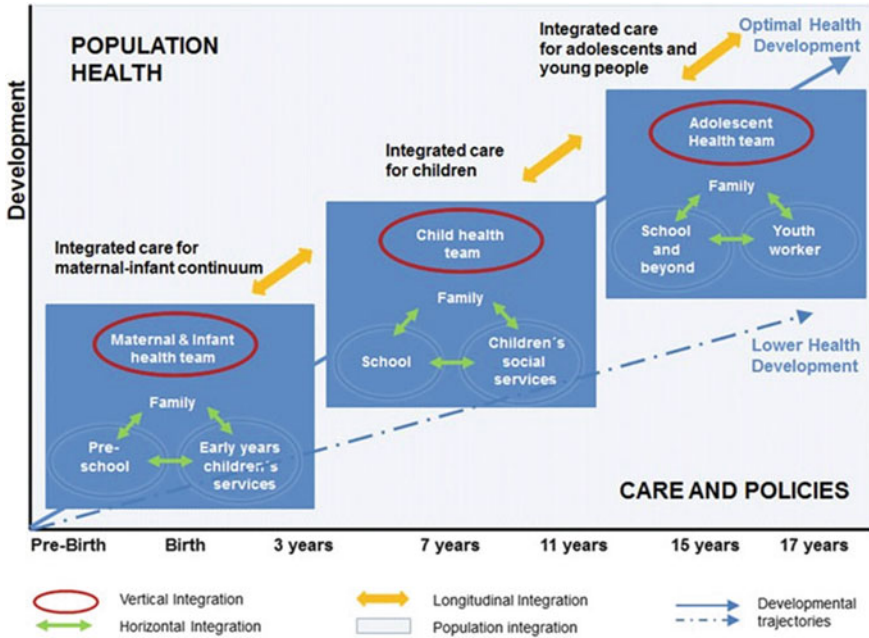 POPULATION
HEALTH
Integrated care
for adolescents and
young people
Optimal Health
Development
Development
Adolescent
Health team
Family
School
and
beyond
Youth
worker
Integrated care
for children
Child health
team
Family
School
Children´s
social
services
Integrated care for
maternal-infant continuum
Maternal & Infant
health team
Family
Pre-
school
Early years
children´s
services
Lower Health
Development
CARE AND POLICIES
Pre-Birth Birth 3 years 7 years 11 years 15 years 17 years
Vertical Integration
Horizontal Integration
Longitudinal Integration
Population integration
Developmental
trajectories